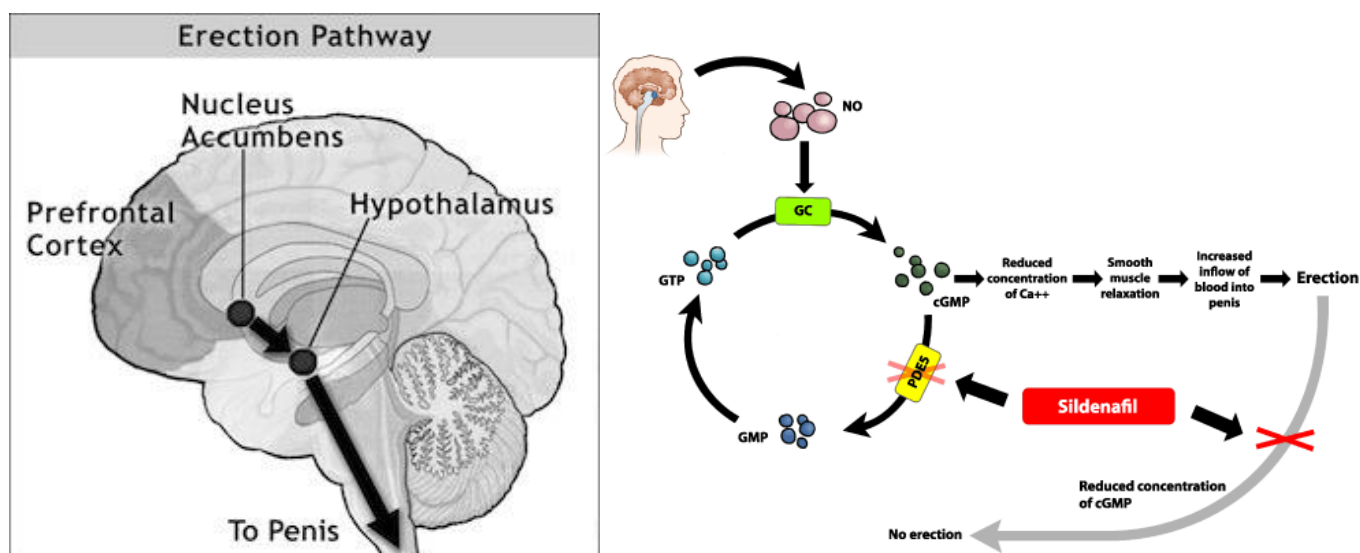 Erection Pathway
Nucleus
Accumbens
Prefrontal
Cortex
Hypothalamus
To Penis
NO
GC
GTP
cGMP
Reduced
concentration
of Ca++
Smooth
muscle
relaxation
Increased
inflow of
blood into
penis
Erection
PDE5
GMP
Sildenafil
Reduced concentration
of cGMP
No erection